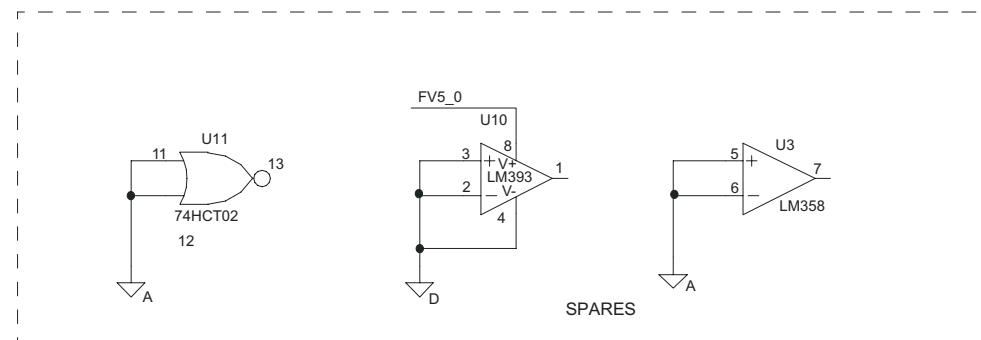 FV5_0
U10
U11
U3
11
13
74HCT02
12
A
8
3
V+
LM393
1
2
V-
4
D
5
7
6
LM358
A
SPARES